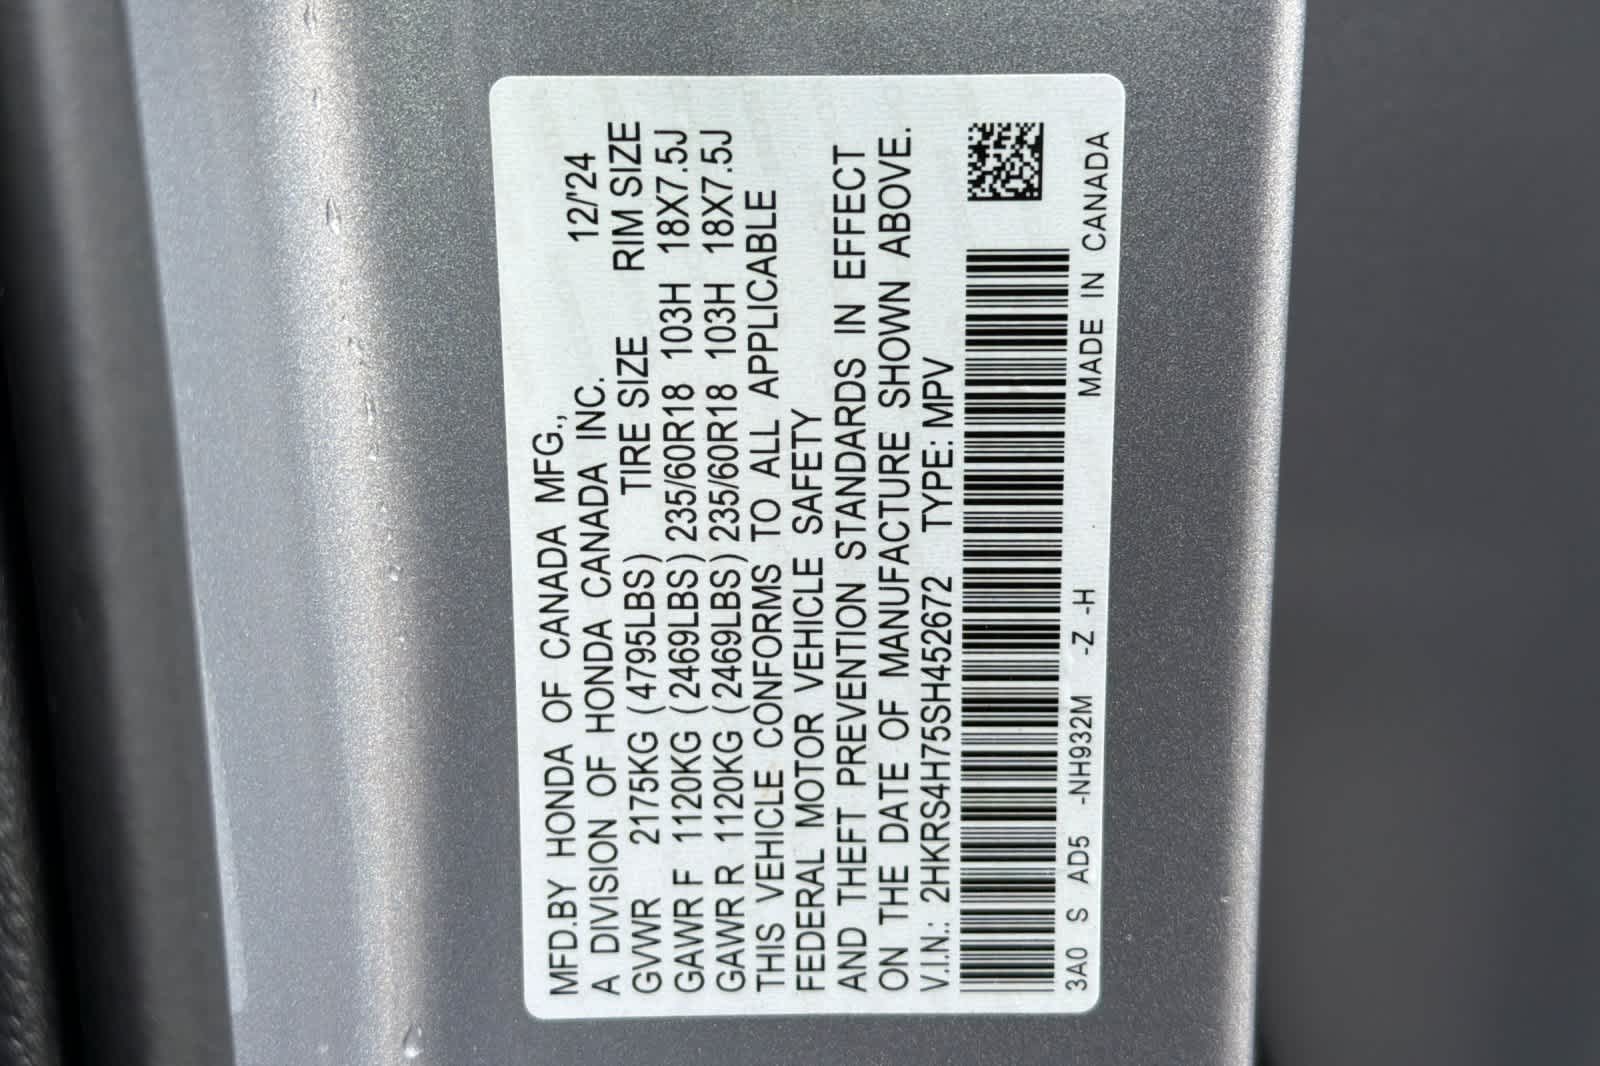 MFD.BY HONDA OF CANADA MFG.,
A DIVISION OF HONDA CANADA INC. 12/'24
GVWR 2175KG (4795LBS) TIRE SIZE RIM SIZE
GAWR F 1120KG (2469LBS) 235/60R18 103H 18X7.5J
GAWR R 1120KG (2469LBS) 235/60R18 103H 18X7.5J
THIS VEHICLE CONFORMS TO ALL APPLICABLE
FEDERAL MOTOR VEHICLE SAFETY
AND THEFT PREVENTION STANDARDS IN EFFECT
ON THE DATE OF MANUFACTURE SHOWN ABOVE.
V.I.N.: 2HKRS4H75SH452672 TYPE: MPV
3A0 S AD5 -NH932M -Z -H MADE IN CANADA